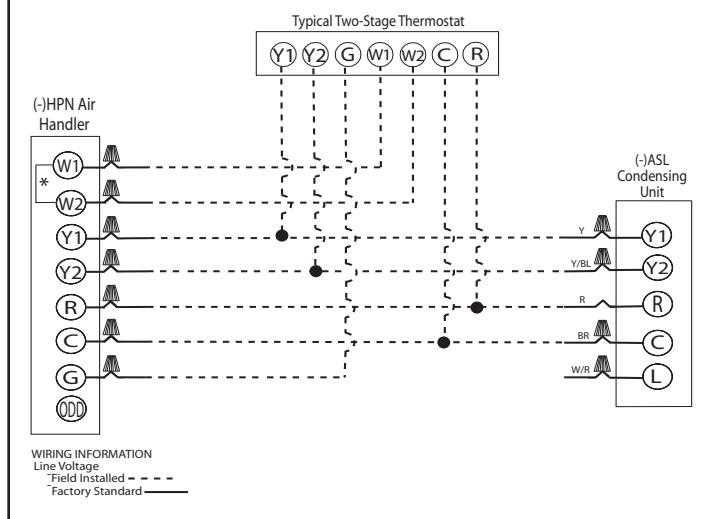 Typical Two-Stage Thermostat
Y1 Y2 G W1 W2 C R
(-)HPN Air
Handler
W1
*
W2
Y1
Y2
R
C
G
ODD
(-)ASL
Condensing
Unit
Y Y1
Y/BL Y2
R R
BR C
W/R L
WIRING INFORMATION
Line Voltage
-Field Installed
-Factory Standard